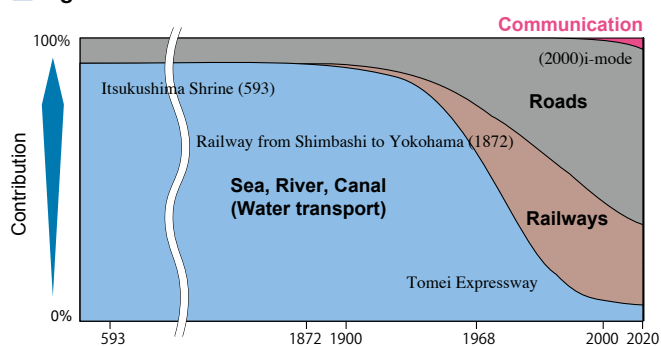 Communication
100%
(2000)i-mode
Itsukushima Shrine (593)
Roads
Railway from Shimbashi to Yokohama (1872)
Sea, River, Canal
(Water transport)
Railways
Contribution
Tomei Expressway
0%
593 1872 1900 1968 2000 2020